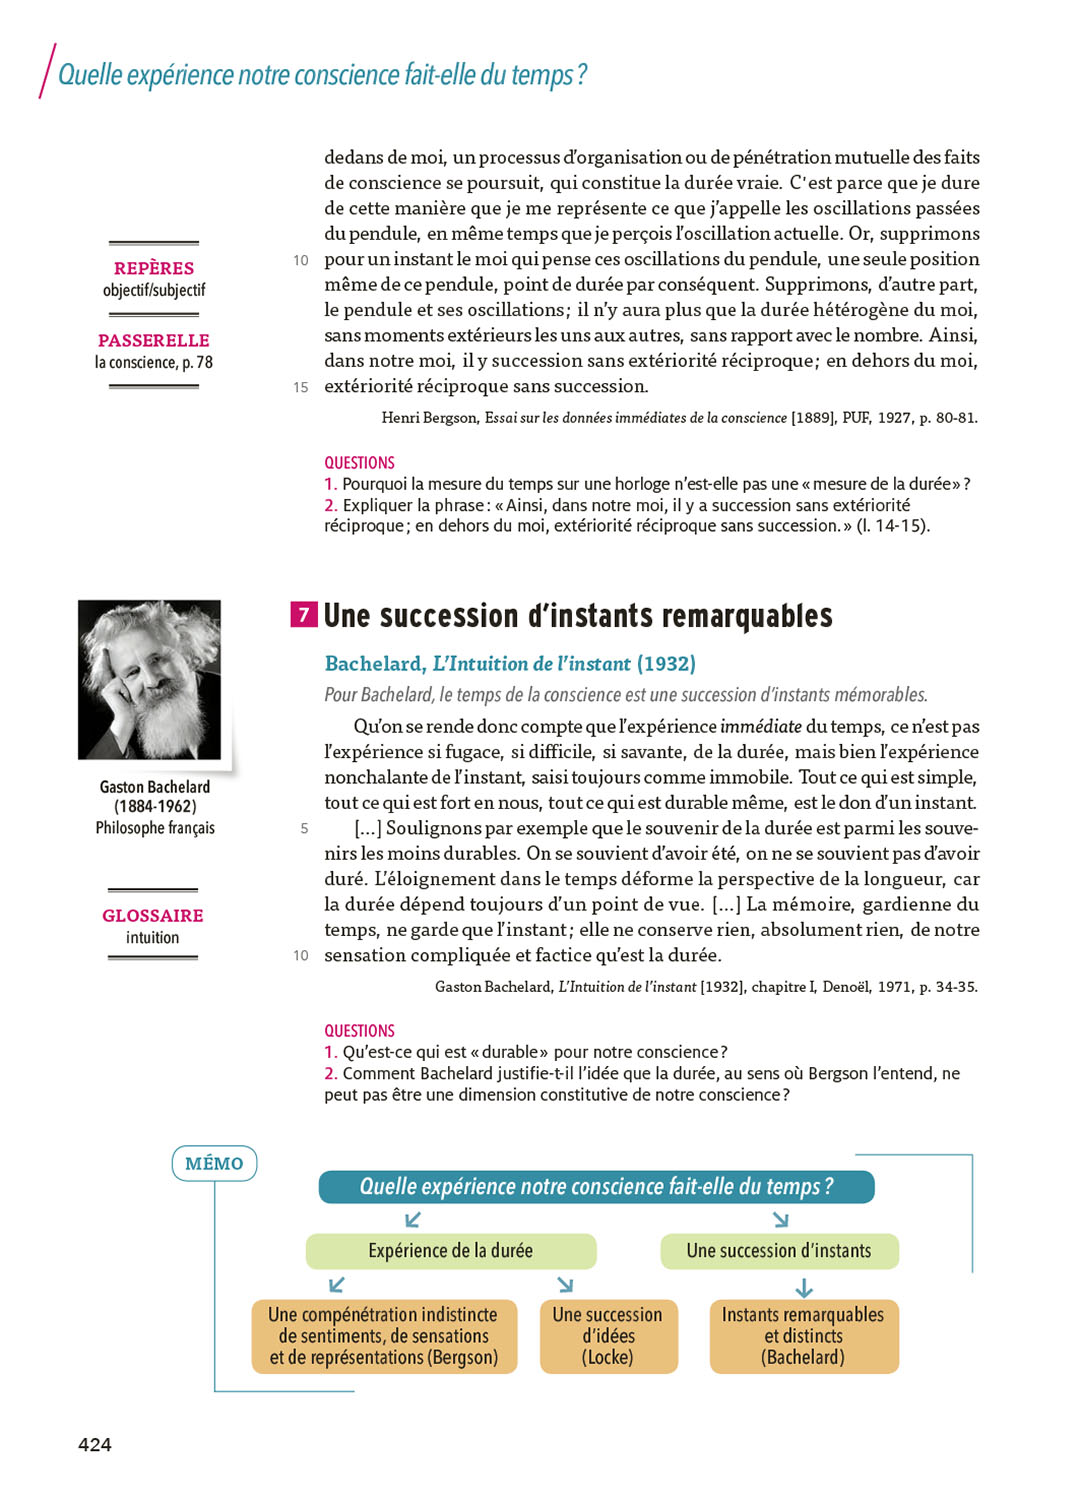 Quelle expérience notre conscience fait-elle du temps ?
dedans de moi, un processus d’organisation ou de pénétration mutuelle des faits
de conscience se poursuit, qui constitue la durée vraie. C'est parce que je dure
de cette manière que je me représente ce que j’appelle les oscillations passées
du pendule, en même temps que je perçois l’oscillation actuelle. Or, supprimons
10 pour un instant le moi qui pense ces oscillations du pendule, une seule position
même de ce pendule, point de durée par conséquent. Supprimons, d’autre part,
le pendule et ses oscillations ; il n’y aura plus que la durée hétérogène du moi,
sans moments extérieurs les uns aux autres, sans rapport avec le nombre. Ainsi,
dans notre moi, il y succession sans extériorité réciproque ; en dehors du moi,
15 extériorité réciproque sans succession.
Henri Bergson, Essai sur les données immédiates de la conscience [1889], PUF, 1927, p. 80-81.
REPÈRES
objectif/subjectif
PASSERELLE
la conscience, p. 78
QUESTIONS
1. Pourquoi la mesure du temps sur une horloge n’est-elle pas une « mesure de la durée » ?
2. Expliquer la phrase : « Ainsi, dans notre moi, il y a succession sans extériorité
réciproque ; en dehors du moi, extériorité réciproque sans succession. » (l. 14-15).
7 Une succession d’instants remarquables
Bachelard, L’Intuition de l’instant (1932)
Pour Bachelard, le temps de la conscience est une succession d’instants mémorables.
Qu’on se rende donc compte que l’expérience immédiate du temps, ce n’est pas
l’expérience si fugace, si difficile, si savante, de la durée, mais bien l’expérience
nonchalante de l’instant, saisi toujours comme immobile. Tout ce qui est simple,
tout ce qui est fort en nous, tout ce qui est durable même, est le don d’un instant.
5 [...] Soulignons par exemple que le souvenir de la durée est parmi les souve-
nirs les moins durables. On se souvient d’avoir été, on ne se souvient pas d’avoir
duré. L’éloignement dans le temps déforme la perspective de la longueur, car
la durée dépend toujours d’un point de vue. [...] La mémoire, gardienne du
temps, ne garde que l’instant ; elle ne conserve rien, absolument rien, de notre
10 sensation compliquée et factice qu’est la durée.
Gaston Bachelard, L’Intuition de l’instant [1932], chapitre I, Denoël, 1971, p. 34-35.
Gaston Bachelard
(1884-1962)
Philosophe français
GLOSSAIRE
intuition
QUESTIONS
1. Qu’est-ce qui est « durable » pour notre conscience ?
2. Comment Bachelard justifie-t-il l’idée que la durée, au sens où Bergson l’entend, ne
peut pas être une dimension constitutive de notre conscience ?
MÉMO
Quelle expérience notre conscience fait-elle du temps ?
Expérience de la durée
Une succession d’instants
Une compénétration indistincte
de sentiments, de sensations
et de représentations (Bergson)
Une succession
d’idées
(Locke)
Instants remarquables
et distincts
(Bachelard)
424